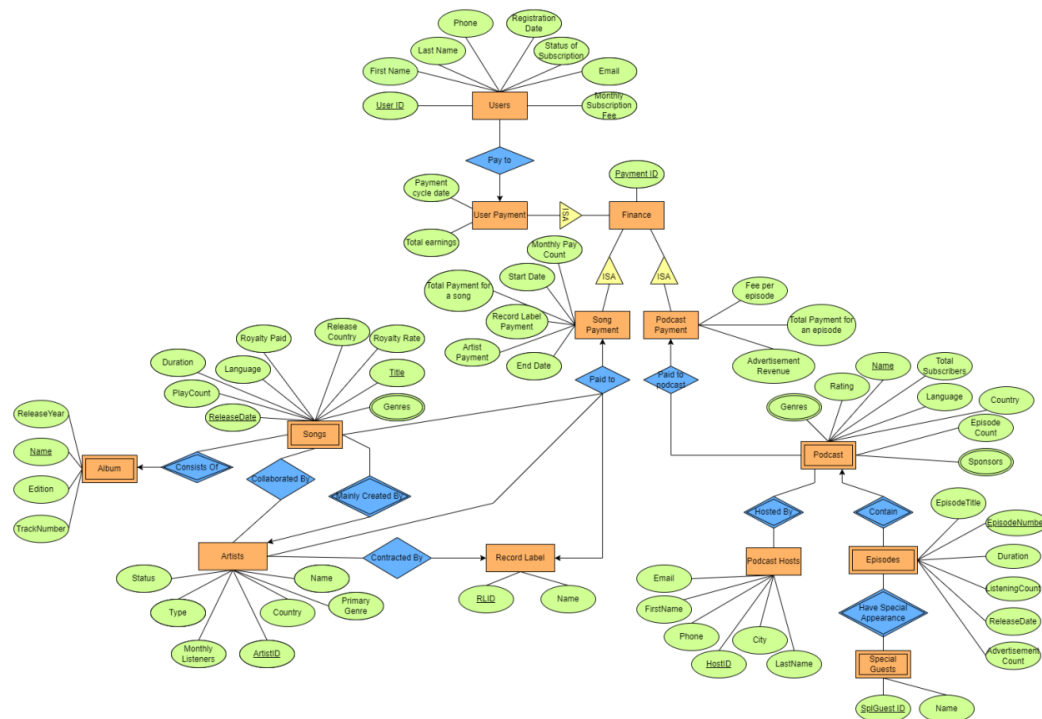 Phone
Registration
Date
Last Name
Status of
Subscription
First Name
Email
User ID
Users
Monthly
Subscription
Fee
Pay to
Payment
cycle date
Payment ID
User Payment
ISA
Finance
Total earnings
Monthly Pay
Count
Start Date
ISA
ISA
Fee per
episode
Total Payment for
a song
Record Label
Payment
Song
Payment
Podcast
Payment
Total Payment for
an episode
Artist
Payment
End Date
Advertisement
Revenue
Release
Country
Royalty Paid
Royalty Rate
Duration
Language
Title
PlayCount
ReleaseDate
Genres
Paid to
Paid to
podcast
Name
Total
Subscribers
Rating
Language
Country
Genres
Episode
Count
Songs
Podcast
Sponsors
ReleaseYear
Name
Album
Edition
TrackNumber
Consists Of
Collaborated By
Mainly Created By
Hosted By
Contain
EpisodeTitle
EpisodeNumber
Artists
Contracted By
Record Label
Podcast Hosts
Episodes
Duration
Status
Name
Type
Country
Primary
Genre
Monthly
Listeners
ArtistID
RLID
Name
Email
FirstName
Phone
HostID
City
LastName
ListeningCount
ReleaseDate
Advertisement
Count
Have Special
Appearance
Special
Guests
SplGuest ID
Name